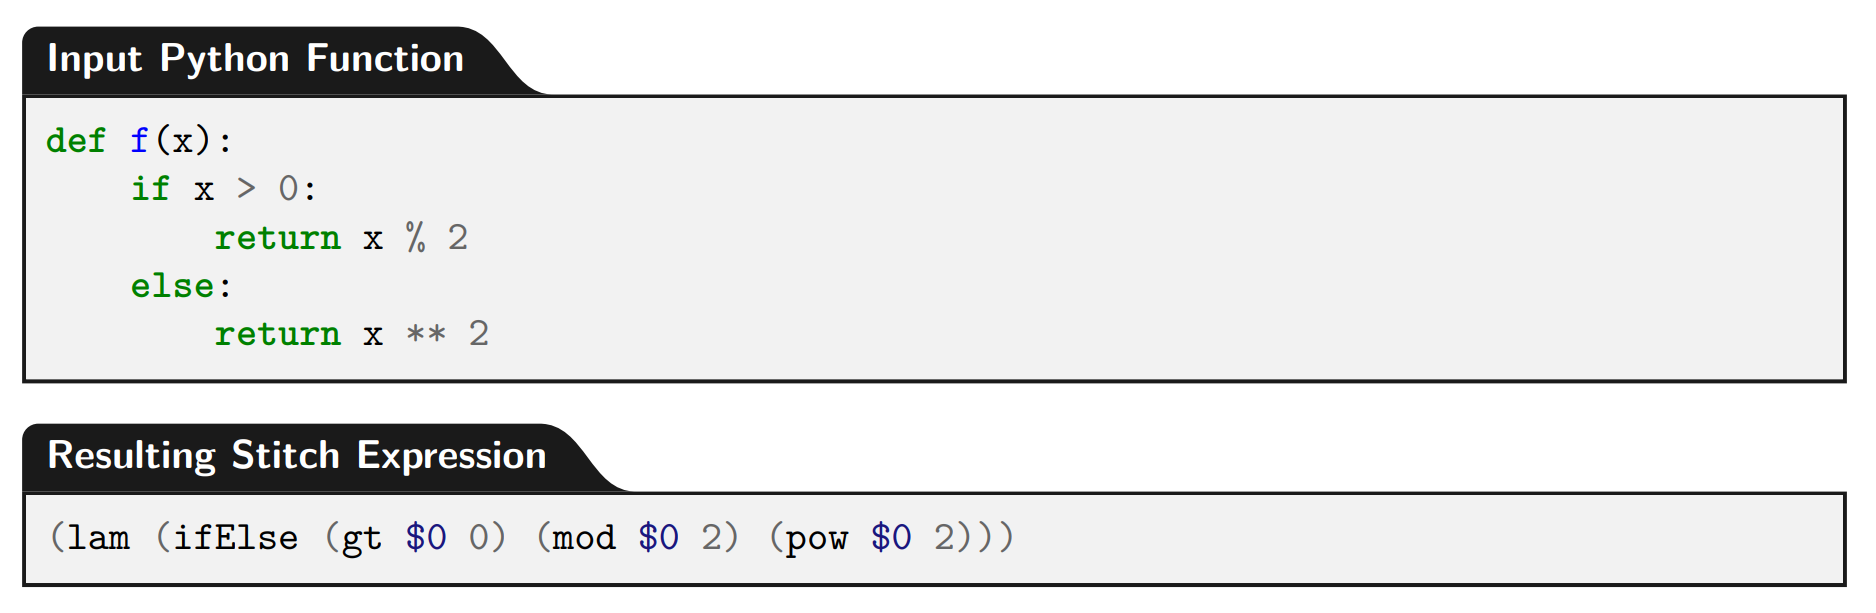 Input Python Function
def f(x):
    if x > 0:
        return x % 2
    else:
        return x ** 2
Resulting Stitch Expression
(lam (ifElse (gt $0 0) (mod $0 2) (pow $0 2)))